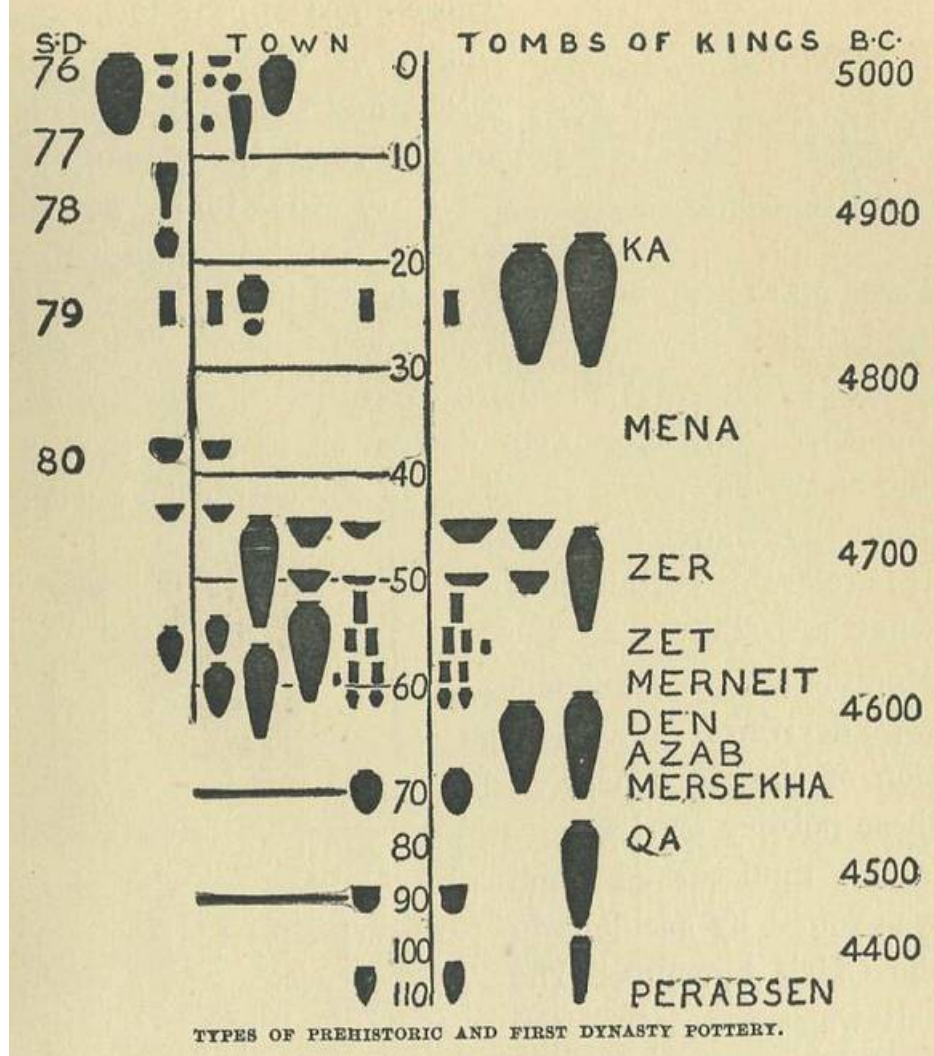 S.D. TOWN TOMBS OF KINGS B.C.
76 0 5000
77 10
78 4900
20 KA
79
30 4800
MENA
80 40
4700
50 ZER
ZET
60 MERNEIT
4600
DEN
AZAB
70 MERSEKHA
80 QA
4500
90
100 4400
110 PERABSEN
TYPES OF PREHISTORIC AND FIRST DYNASTY POTTERY.